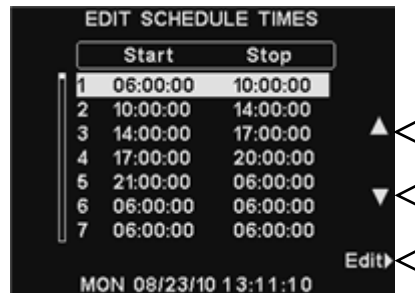 EDIT SCHEDULE TIMES
Start Stop
1 06:00:00 10:00:00
2 10:00:00 14:00:00
3 14:00:00 17:00:00
4 17:00:00 20:00:00
5 21:00:00 06:00:00
6 06:00:00 06:00:00
7 06:00:00 06:00:00
Edit
MON 08/23/10 13:11:10